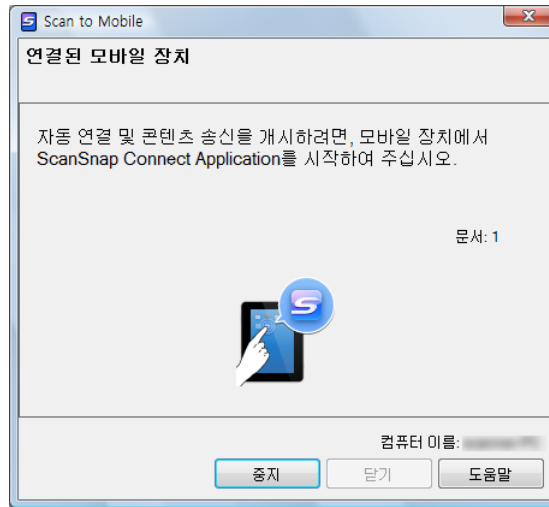 Scan to Mobile
연결된 모바일 장치
자동 연결 및 콘텐츠 송신을 개시하려면, 모바일 장치에서
ScanSnap Connect Application를 시작하여 주십시오.
문서: 1
컴퓨터 이름:
중지
닫기
도움말